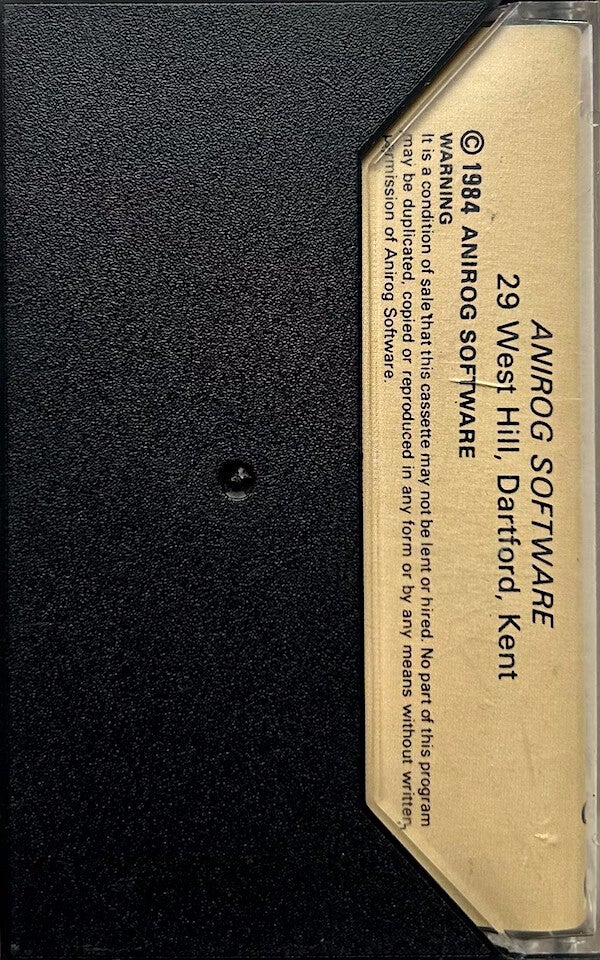 ANIROG SOFTWARE
29 West Hill, Dartford, Kent
© 1984 ANIROG SOFTWARE
WARNING
It is a condition of sale that this cassette may not be lent or hired. No part of this program
may be duplicated, copied or reproduced in any form or by any means without written
permission of Anirog Software.